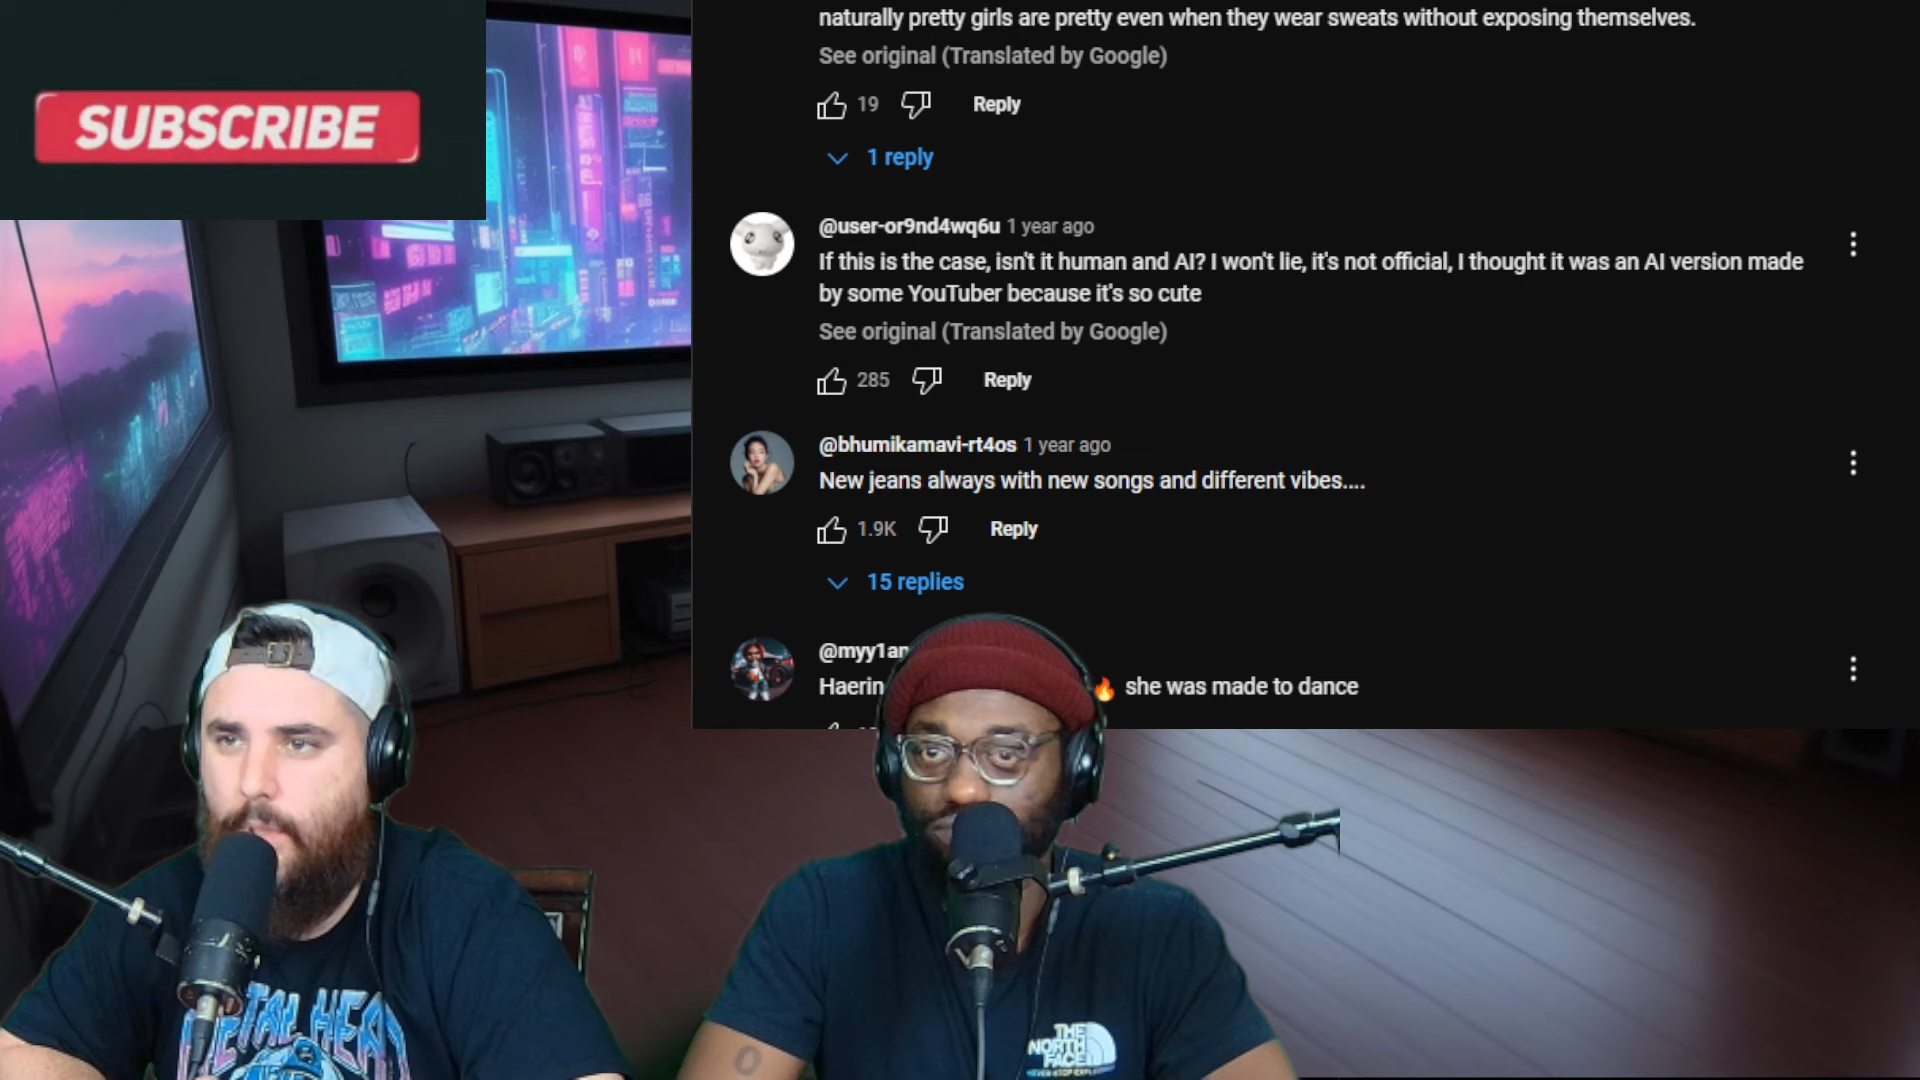 SUBSCRIBE
naturally pretty girls are pretty even when they wear sweats without exposing themselves.
See original (Translated by Google)
19 Reply
1 reply
@user-or9nd4wq6u 1 year ago
If this is the case, isn't it human and AI? I won't lie, it's not official, I thought it was an AI version made
by some YouTuber because it's so cute
See original (Translated by Google)
285 Reply
@bhumikamavi-rt4os 1 year ago
New jeans always with new songs and different vibes....
1.9K Reply
15 replies
@myy1an
Haerin 🔥 she was made to dance
METAL HEAD
THE
NORTH
FACE